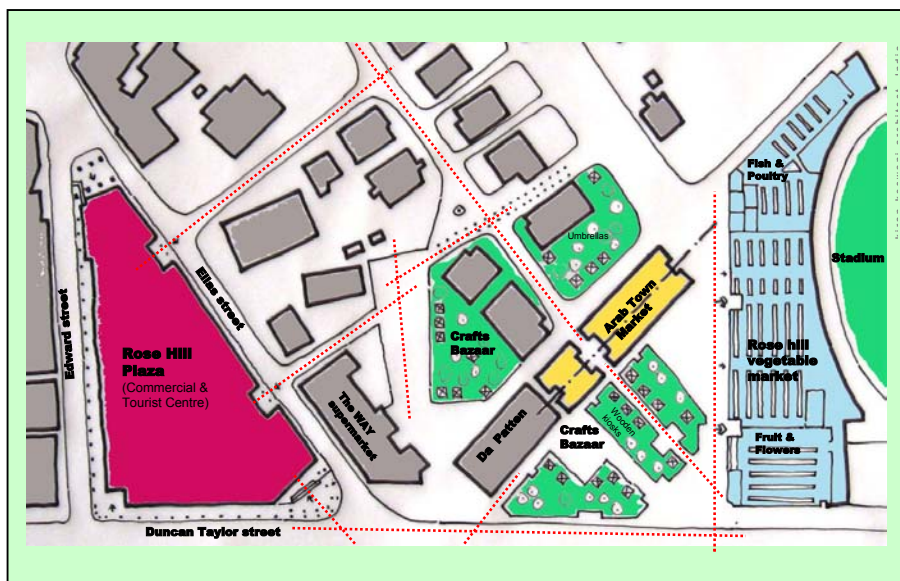 Fish &
Poultry
Umbrellas
Stadium
Edward street
Elias street
Arab Town
Market
Crafts
Bazaar
Rose Hill
Plaza
(Commercial &
Tourist Centre)
Rose hill
vegetable
market
The WAY
supermarket
Da Patten
Crafts
Bazaar
Wooden
kiosks
Fruit &
Flowers
Duncan Taylor street